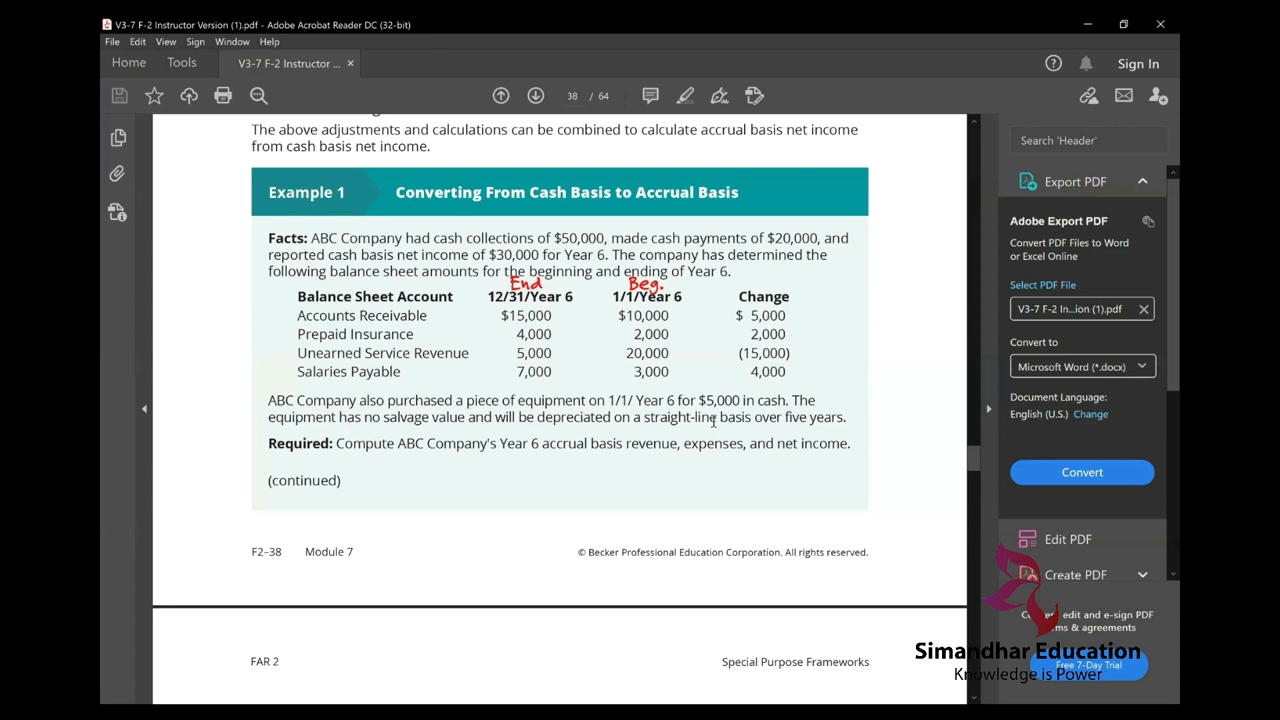 V3-7 F-2 Instructor Version (1).pdf - Adobe Acrobat Reader DC (32-bit)
File Edit View Sign Window Help
Home Tools V3-7 F-2 Instructor ... × Sign In
38 / 64
The above adjustments and calculations can be combined to calculate accrual basis net income
from cash basis net income.
Example 1 Converting From Cash Basis to Accrual Basis
Facts: ABC Company had cash collections of $50,000, made cash payments of $20,000, and
reported cash basis net income of $30,000 for Year 6. The company has determined the
following balance sheet amounts for the beginning and ending of Year 6.
End Beg.
Balance Sheet Account 12/31/Year 6 1/1/Year 6 Change
Accounts Receivable $15,000 $10,000 $ 5,000
Prepaid Insurance 4,000 2,000 2,000
Unearned Service Revenue 5,000 20,000 (15,000)
Salaries Payable 7,000 3,000 4,000
ABC Company also purchased a piece of equipment on 1/1/ Year 6 for $5,000 in cash. The
equipment has no salvage value and will be depreciated on a straight-line basis over five years.
Required: Compute ABC Company's Year 6 accrual basis revenue, expenses, and net income.
(continued)
F2–38 Module 7 © Becker Professional Education Corporation. All rights reserved.
FAR 2 Special Purpose Frameworks
Search 'Header'
Export PDF
Adobe Export PDF
Convert PDF Files to Word
or Excel Online
Select PDF File
V3-7 F-2 In...ion (1).pdf
Convert to
Microsoft Word (*.docx)
Document Language:
English (U.S.) Change
Convert
Edit PDF
Create PDF
edit and e-sign PDF
rms & agreements
Simandhar Education
Free 7-Day Trial
Knowledge is Power